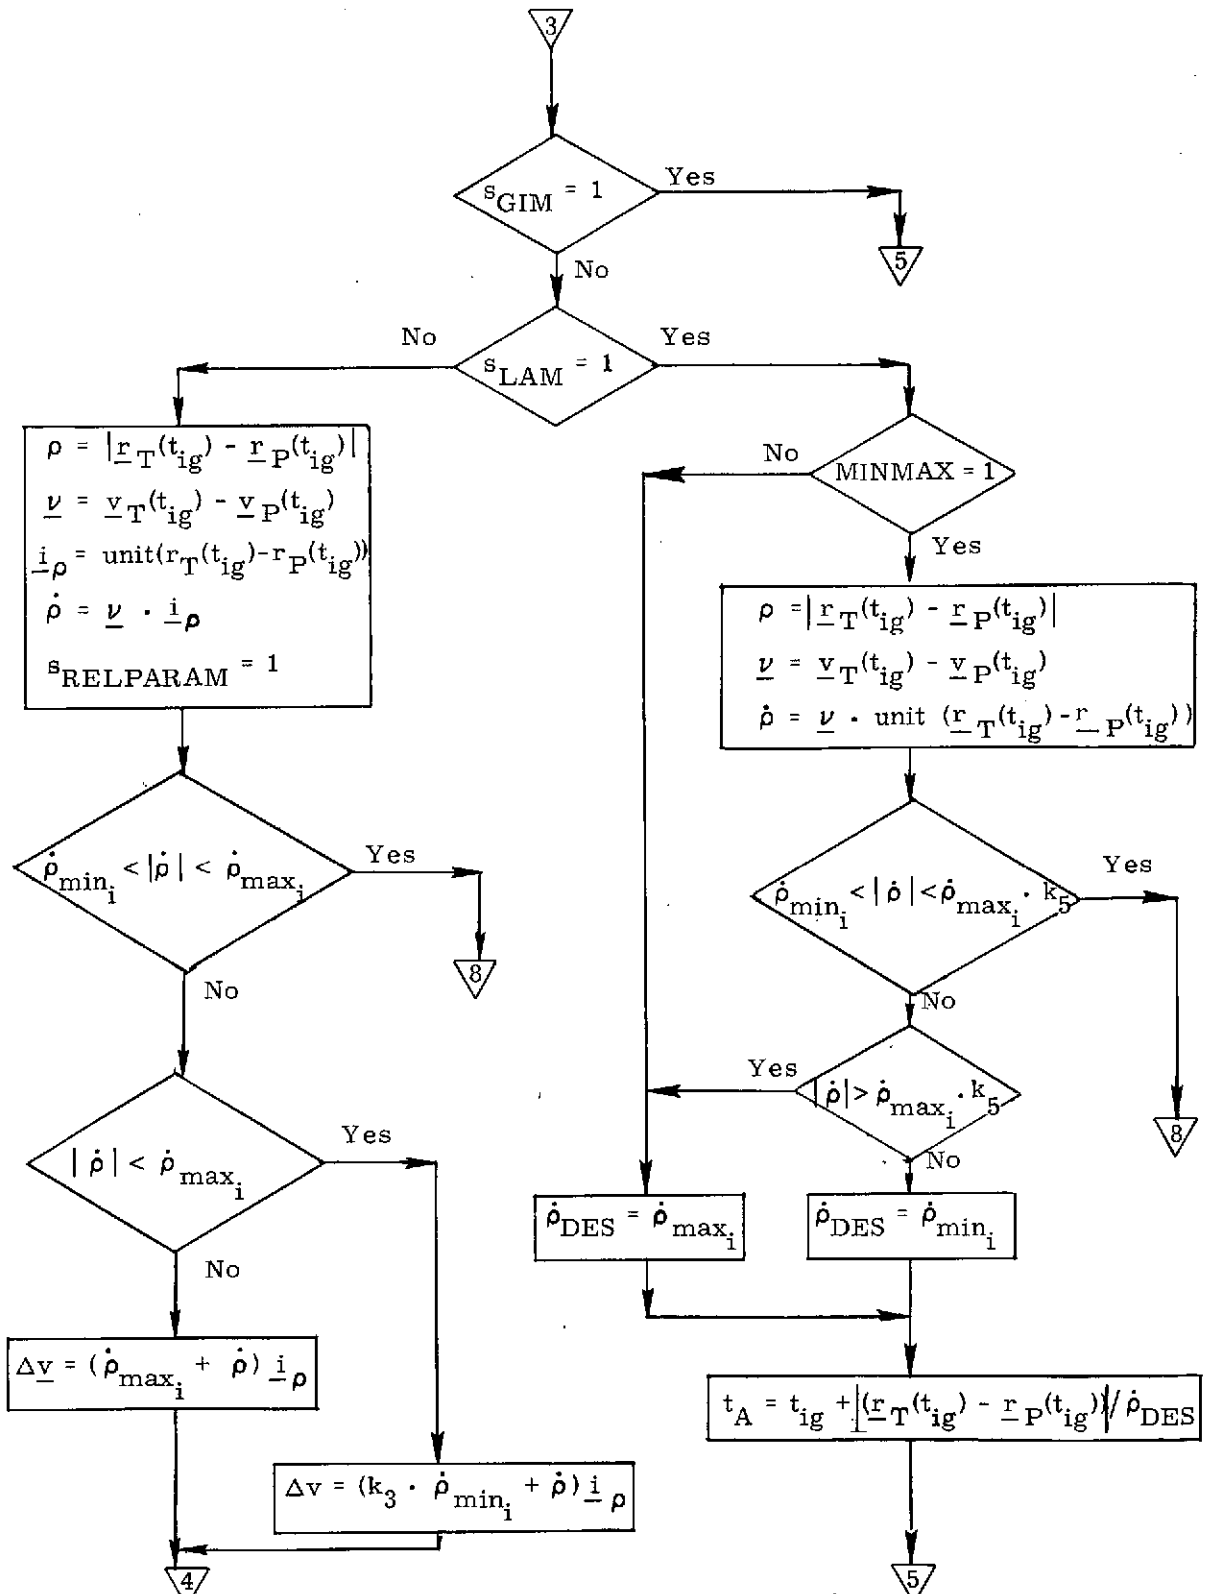 3
s_GIM = 1
Yes
5
No
No
s_LAM = 1
Yes
ρ = |r_T(t_ig) - r_P(t_ig)|
ν = v_T(t_ig) - v_P(t_ig)
i_ρ = unit(r_T(t_ig)-r_P(t_ig))
ρ̇ = ν · i_ρ
s_RELPARAM = 1
No
MINMAX = 1
Yes
ρ = |r_T(t_ig) - r_P(t_ig)|
ν = v_T(t_ig) - v_P(t_ig)
ρ̇ = ν · unit (r_T(t_ig)-r_P(t_ig))
ρ̇_min_i < |ρ̇| < ρ̇_max_i
Yes
8
No
ρ̇_min_i < |ρ̇| < ρ̇_max_i · k_5
Yes
8
No
Yes
|ρ̇| > ρ̇_max_i · k_5
No
|ρ̇| < ρ̇_max_i
Yes
No
ρ̇_DES = ρ̇_max_i
ρ̇_DES = ρ̇_min_i
Δv = (ρ̇_max_i + ρ̇) i_ρ
t_A = t_ig + |(r_T(t_ig) - r_P(t_ig))|/ρ̇_DES
Δv = (k_3 · ρ̇_min_i + ρ̇) i_ρ
4
5